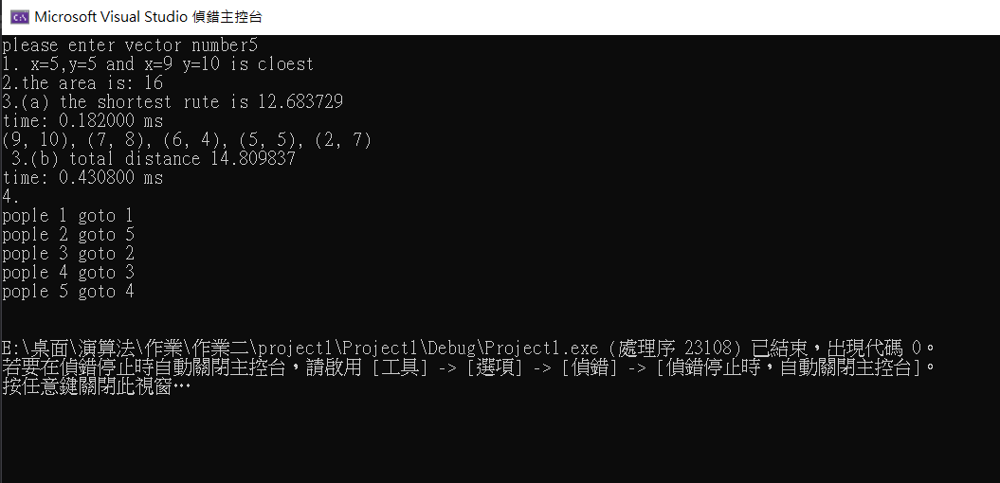 Microsoft Visual Studio 偵錯主控台
please enter vector number5
1. x=5,y=5 and x=9 y=10 is cloest
2.the area is: 16
3.(a) the shortest rute is 12.683729
time: 0.182000 ms
(9, 10), (7, 8), (6, 4), (5, 5), (2, 7)
3.(b) total distance 14.809837
time: 0.430800 ms
4.
pople 1 goto 1
pople 2 goto 5
pople 3 goto 2
pople 4 goto 3
pople 5 goto 4
E:\桌面\演算法\作業\作業二\project1\Project1\Debug\Project1.exe (處理序 23108) 已結束，出現代碼 0。
若要在偵錯停止時自動關閉主控台，請啟用 [工具] -> [選項] -> [偵錯] -> [偵錯停止時，自動關閉主控台]。
按任意鍵關閉此視窗…